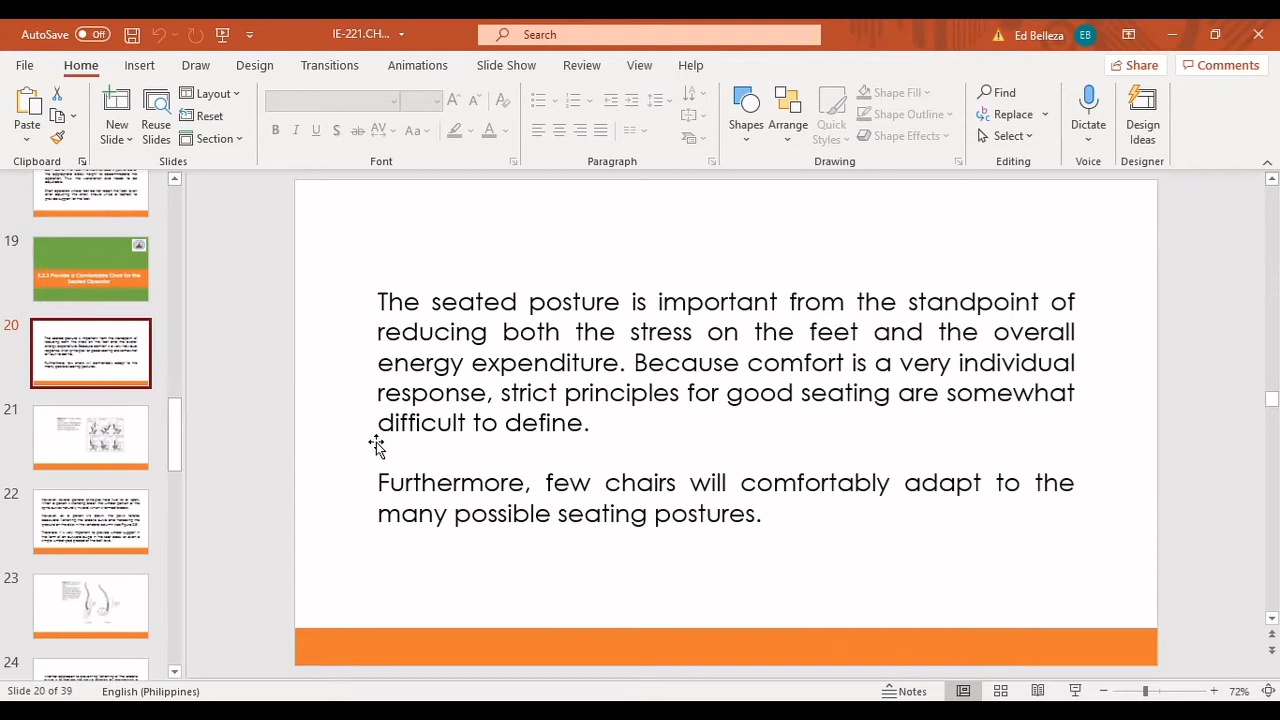 AutoSave Off IE-221.CH... Search Ed Belleza EB
File Home Insert Draw Design Transitions Animations Slide Show Review View Help Share Comments
Paste New Slides Reuse Slides Layout Reset Section Shapes Arrange Quick Styles Shape Fill Shape Outline Shape Effects Find Replace Select Dictate Design Ideas
Clipboard Slides Font Paragraph Drawing Editing Voice Designer
19
20
21
22
23
24
The seated posture is important from the standpoint of
reducing both the stress on the feet and the overall
energy expenditure. Because comfort is a very individual
response, strict principles for good seating are somewhat
difficult to define.
Furthermore, few chairs will comfortably adapt to the
many possible seating postures.
Slide 20 of 39 English (Philippines) Notes 72%